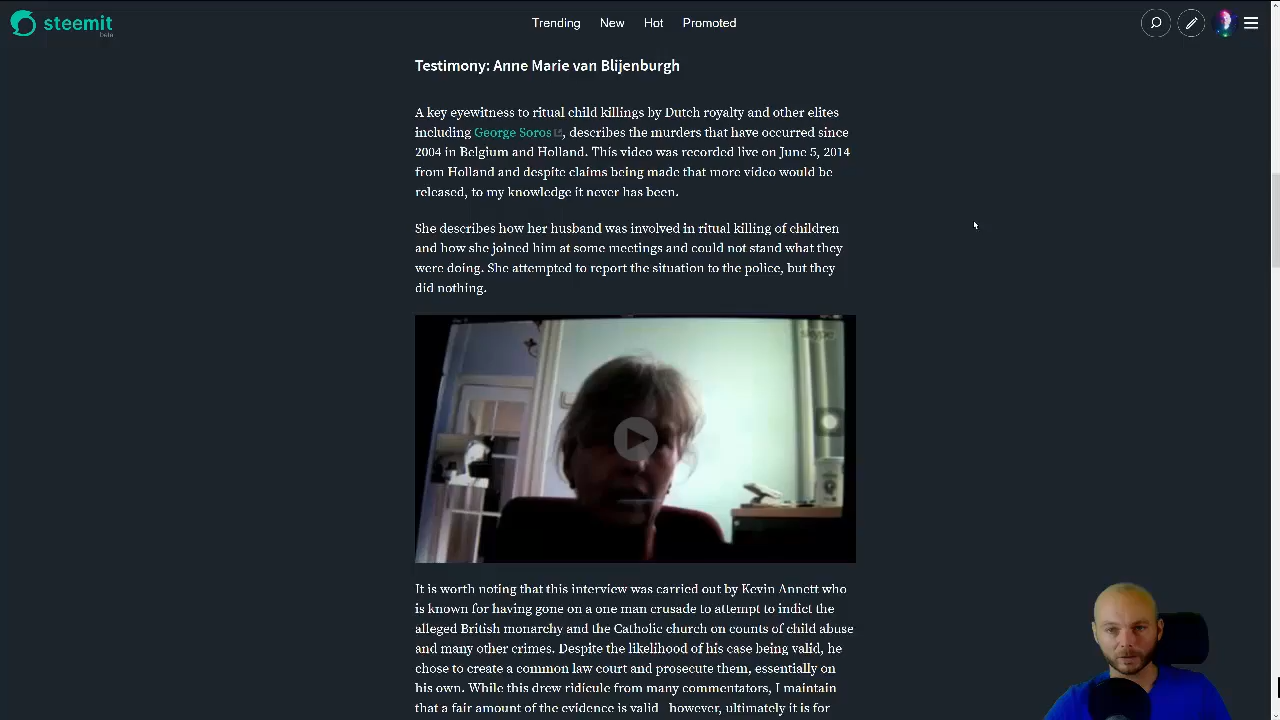 steemit
beta
Trending New Hot Promoted
Testimony: Anne Marie van Blijenburgh
A key eyewitness to ritual child killings by Dutch royalty and other elites
including George Soros, describes the murders that have occurred since
2004 in Belgium and Holland. This video was recorded live on June 5, 2014
from Holland and despite claims being made that more video would be
released, to my knowledge it never has been.
She describes how her husband was involved in ritual killing of children
and how she joined him at some meetings and could not stand what they
were doing. She attempted to report the situation to the police, but they
did nothing.
skype
It is worth noting that this interview was carried out by Kevin Annett who
is known for having gone on a one man crusade to attempt to indict the
alleged British monarchy and the Catholic church on counts of child abuse
and many other crimes. Despite the likelihood of his case being valid, he
chose to create a common law court and prosecute them, essentially on
his own. While this drew ridicule from many commentators, I maintain
that a fair amount of the evidence is valid however, ultimately it is for